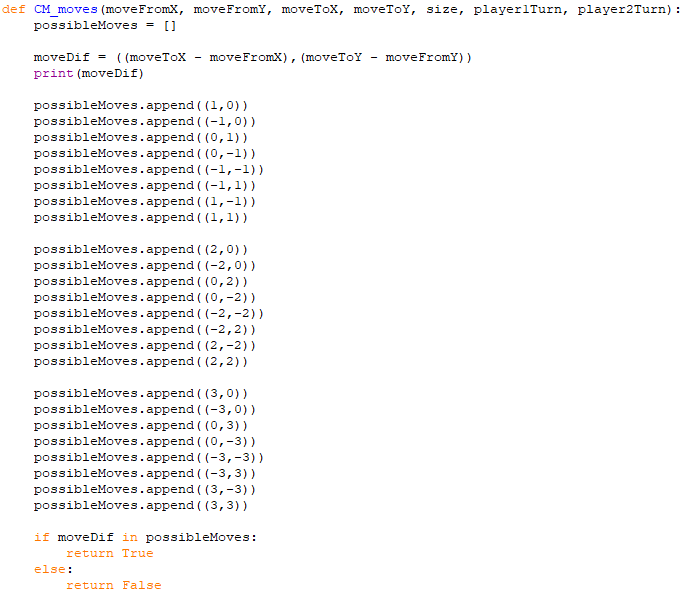 def CM_moves(moveFromX, moveFromY, moveToX, moveToY, size, player1Turn, player2Turn):
    possibleMoves = []

    moveDif = ((moveToX - moveFromX),(moveToY - moveFromY))
    print(moveDif)

    possibleMoves.append((1,0))
    possibleMoves.append((-1,0))
    possibleMoves.append((0,1))
    possibleMoves.append((0,-1))
    possibleMoves.append((-1,-1))
    possibleMoves.append((-1,1))
    possibleMoves.append((1,-1))
    possibleMoves.append((1,1))

    possibleMoves.append((2,0))
    possibleMoves.append((-2,0))
    possibleMoves.append((0,2))
    possibleMoves.append((0,-2))
    possibleMoves.append((-2,-2))
    possibleMoves.append((-2,2))
    possibleMoves.append((2,-2))
    possibleMoves.append((2,2))

    possibleMoves.append((3,0))
    possibleMoves.append((-3,0))
    possibleMoves.append((0,3))
    possibleMoves.append((0,-3))
    possibleMoves.append((-3,-3))
    possibleMoves.append((-3,3))
    possibleMoves.append((3,-3))
    possibleMoves.append((3,3))

    if moveDif in possibleMoves:
        return True
    else:
        return False